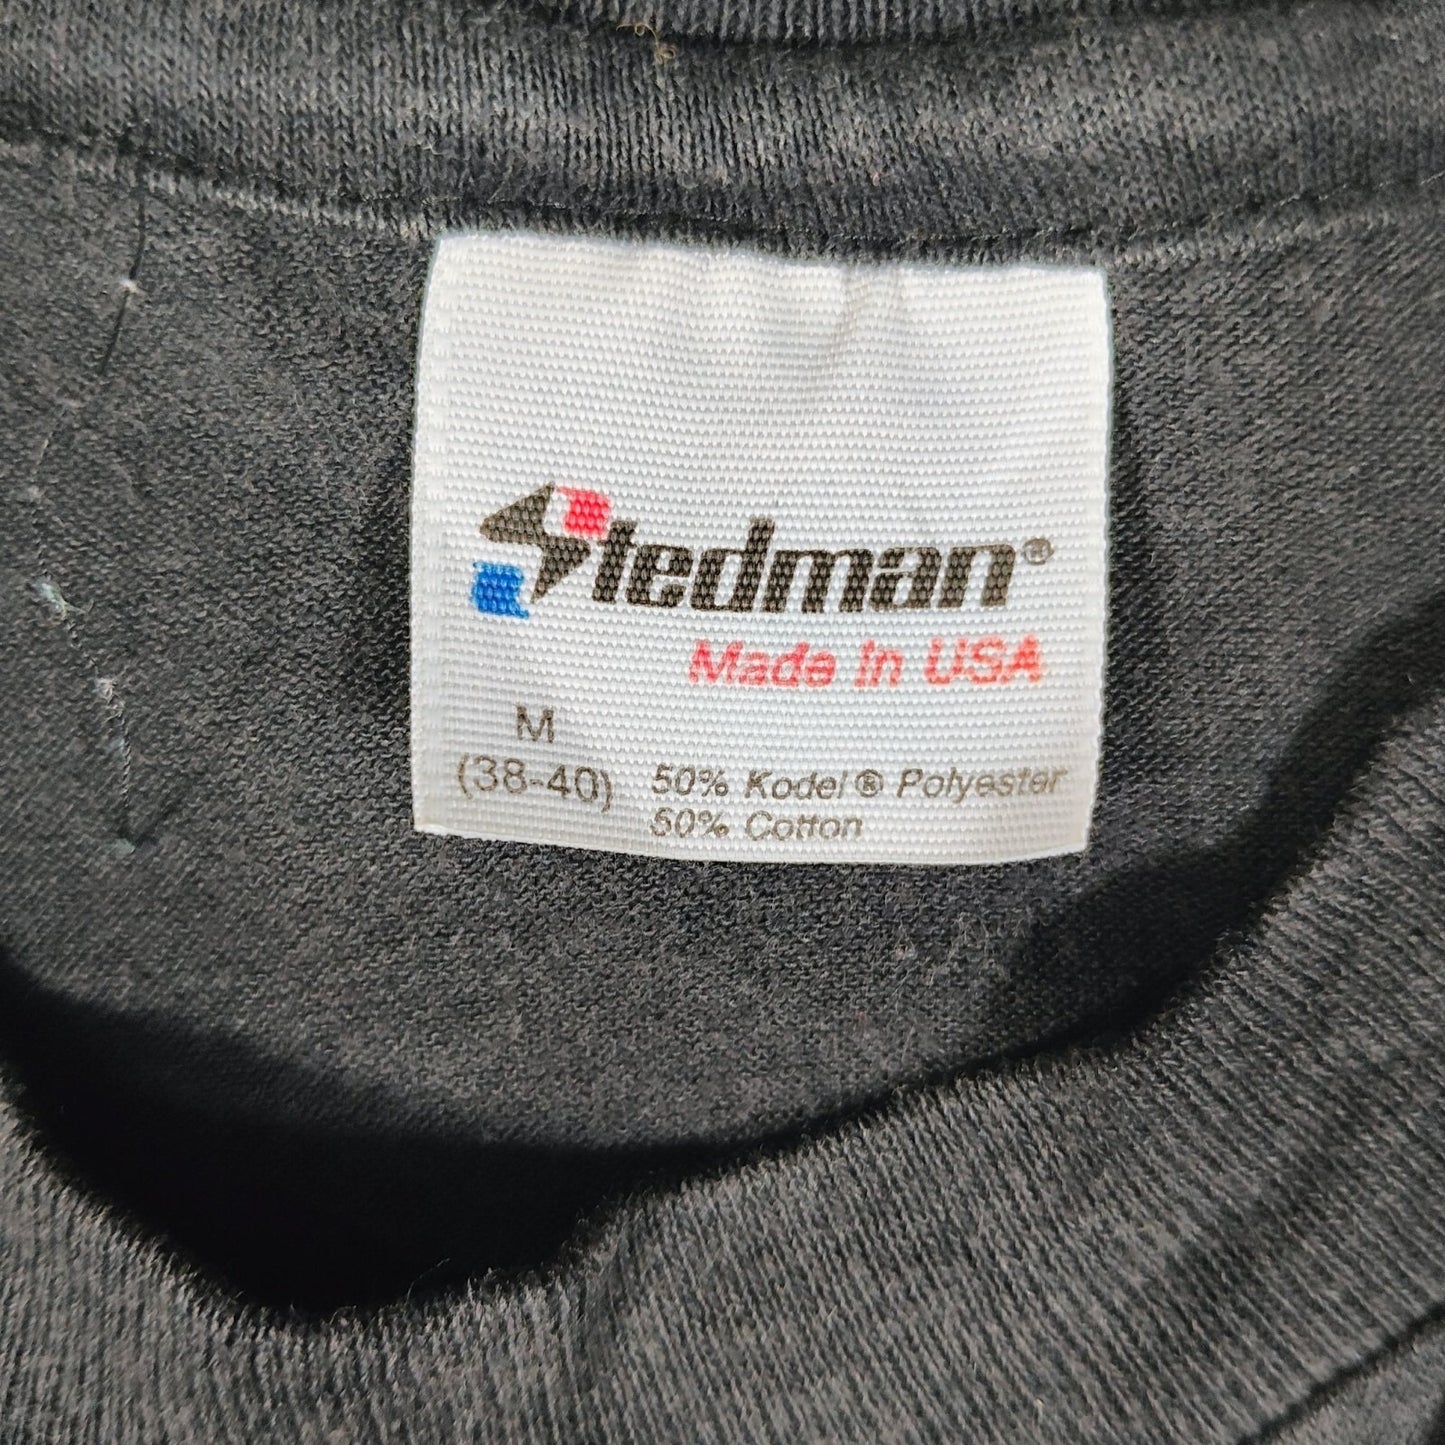 Stedman®
Made In USA
M
(38-40)
50% Kodel® Polyester
50% Cotton